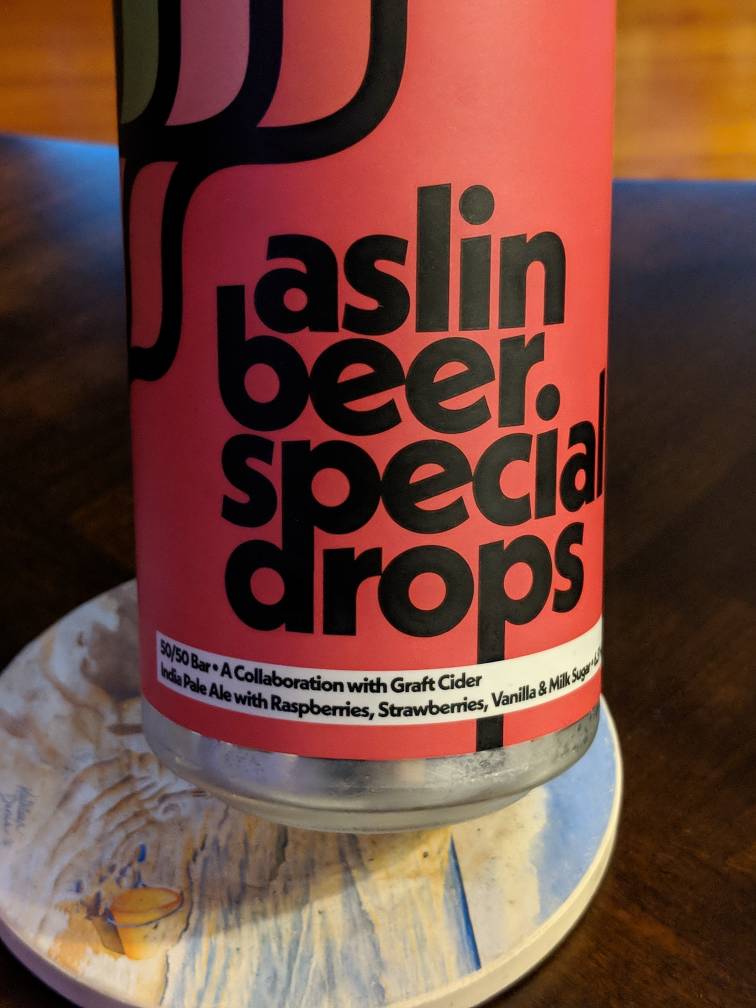 aslin
beer.
special
drops
50/50 Bar • A Collaboration with Graft Cider
India Pale Ale with Raspberries, Strawberries, Vanilla & Milk Sugar •